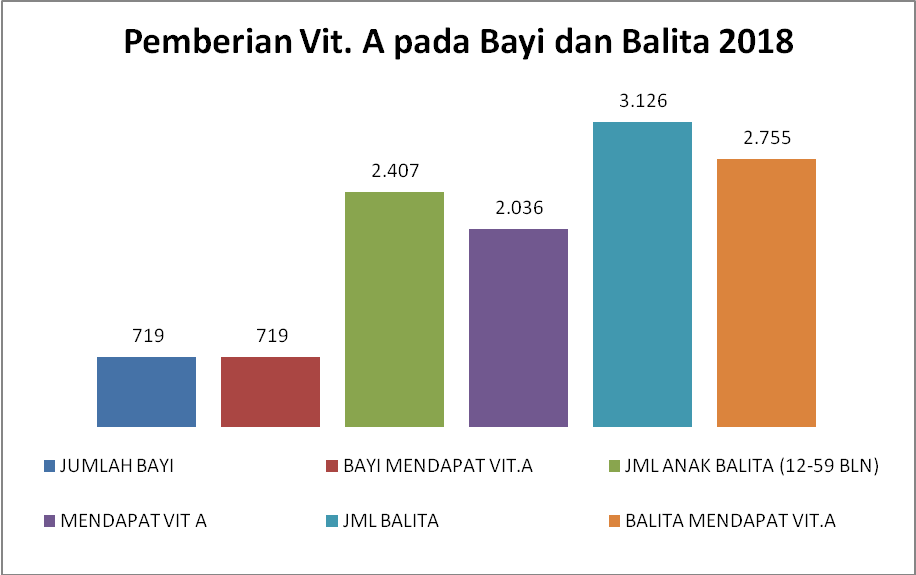 Pemberian Vit. A pada Bayi dan Balita 2018
3.126
2.755
2.407
2.036
719
719
JUMLAH BAYI
BAYI MENDAPAT VIT.A
JML ANAK BALITA (12-59 BLN)
MENDAPAT VIT A
JML BALITA
BALITA MENDAPAT VIT.A